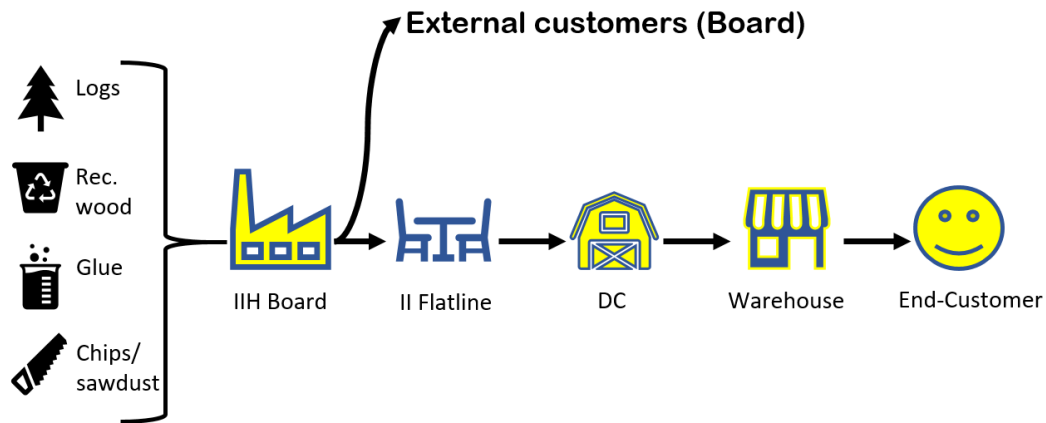 External customers (Board)
Logs
Rec.
wood
Glue
Chips/
sawdust
IIH Board
II Flatline
DC
Warehouse
End-Customer